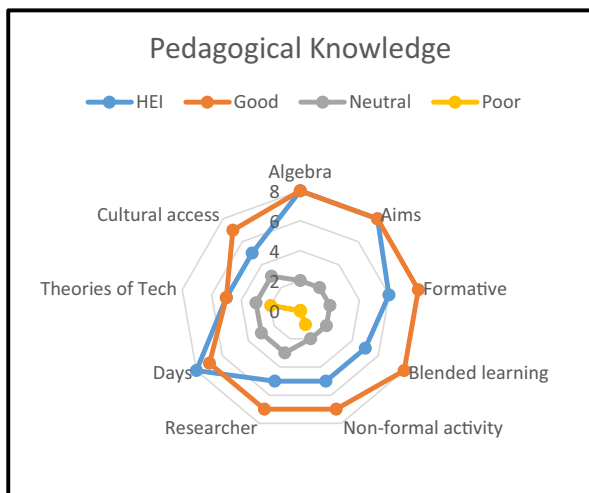 Pedagogical Knowledge
HEI Good Neutral Poor
Algebra
8
Cultural access Aims
6
4
Theories of Tech 2 Formative
0
Days Blended learning
Researcher Non-formal activity